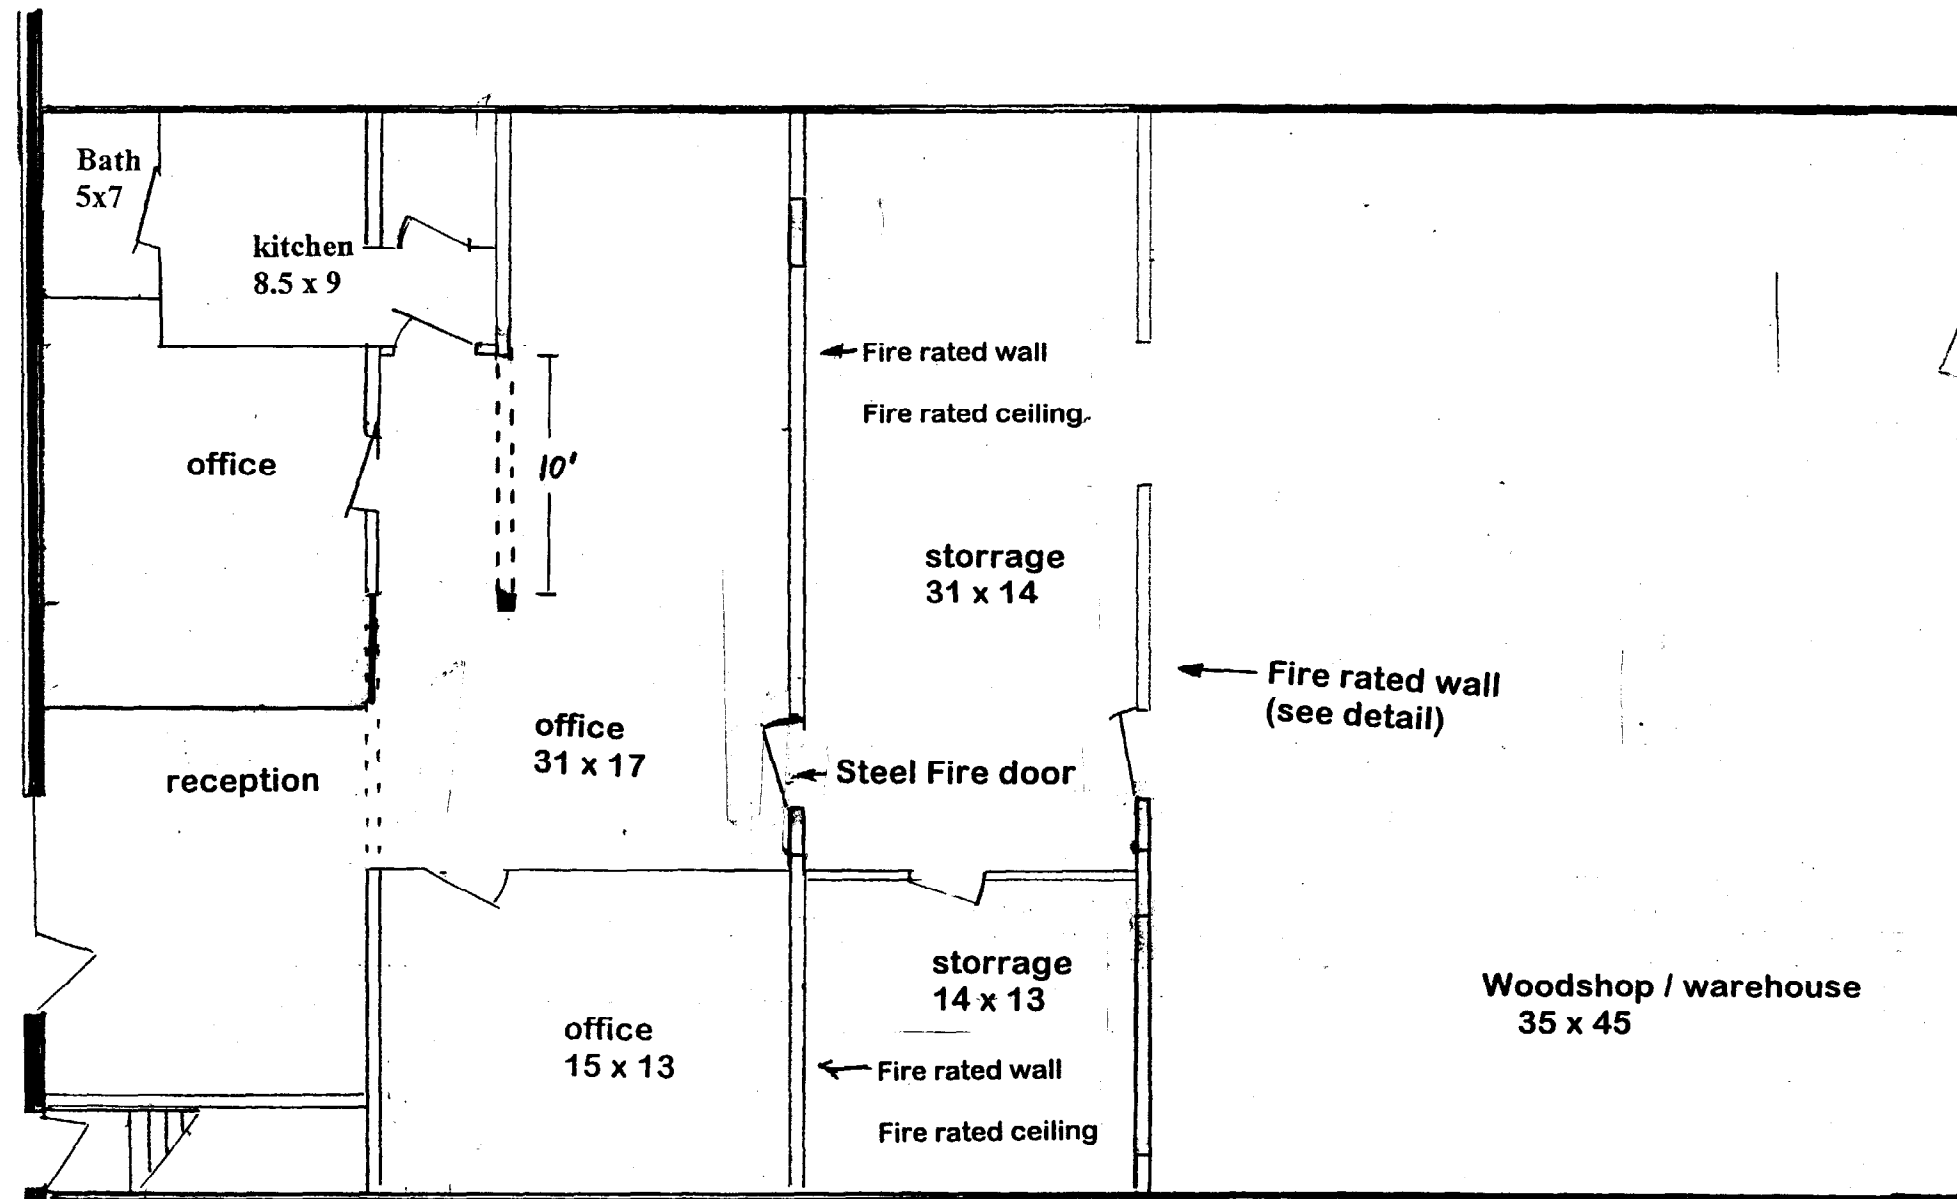 Bath
5x7
kitchen
8.5 x 9
Fire rated wall
Fire rated ceiling
office
10'
storrage
31 x 14
Fire rated wall
(see detail)
office
31 x 17
reception
Steel Fire door
storrage
14 x 13
Woodshop / warehouse
35 x 45
office
15 x 13
Fire rated wall
Fire rated ceiling